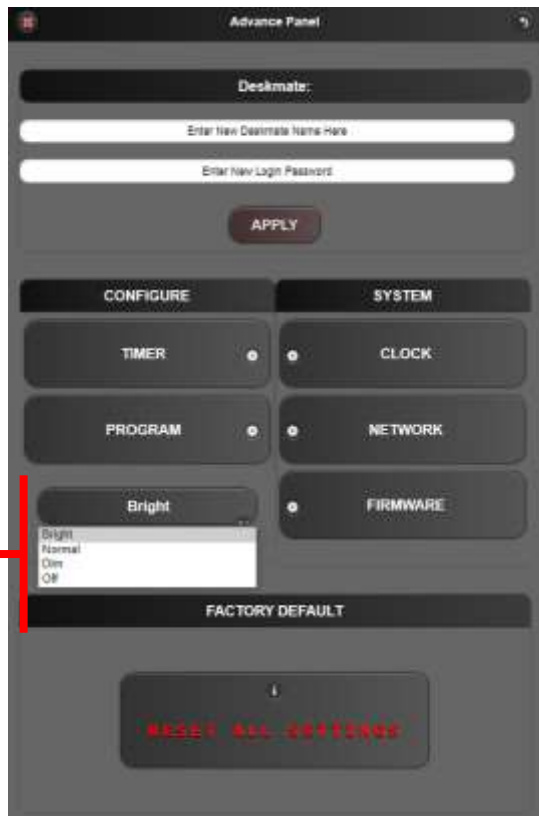 Advance Panel
Deskmate:
Enter New Deskmate Name Here
Enter New Login Password
APPLY
CONFIGURE
SYSTEM
TIMER
CLOCK
PROGRAM
NETWORK
Bright
FIRMWARE
Bright
Normal
Dim
Off
FACTORY DEFAULT
RESET ALL SETTINGS